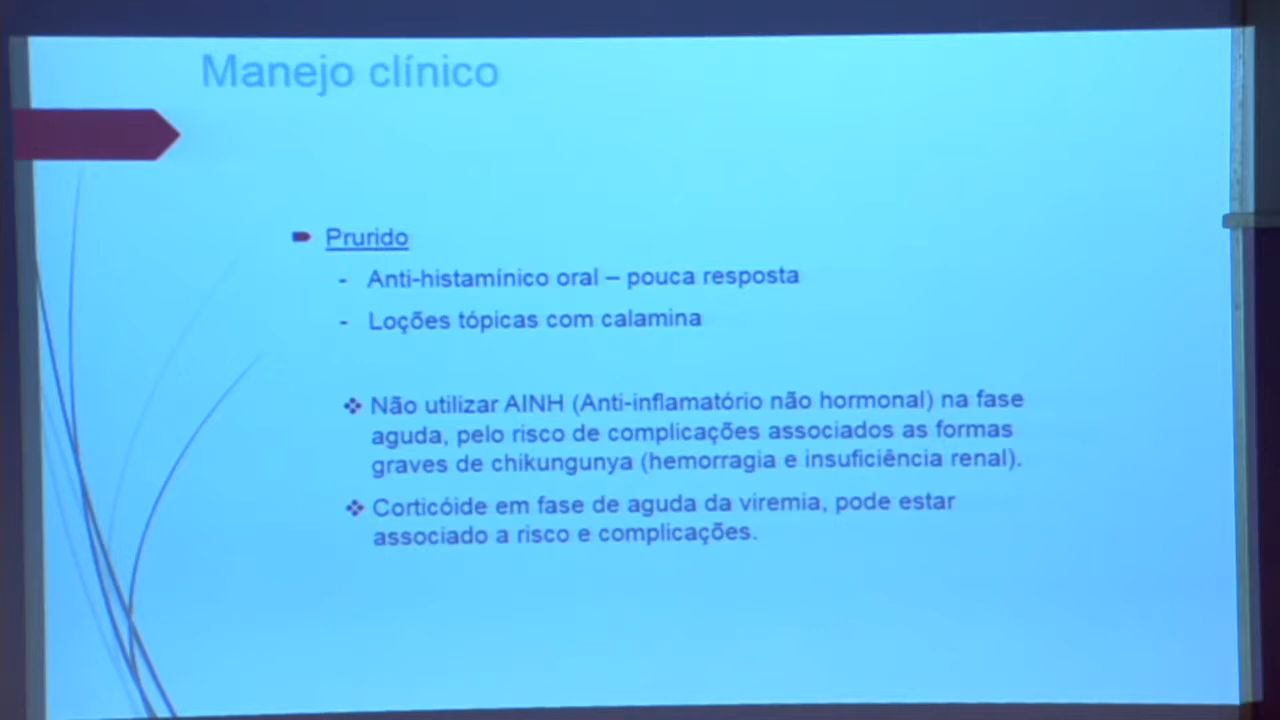 Manejo clínico
Prurido
- Anti-histamínico oral – pouca resposta
- Loções tópicas com calamina
Não utilizar AINH (Anti-inflamatório não hormonal) na fase
aguda, pelo risco de complicações associados as formas
graves de chikungunya (hemorragia e insuficiência renal).
Corticóide em fase de aguda da viremia, pode estar
associado a risco e complicações.